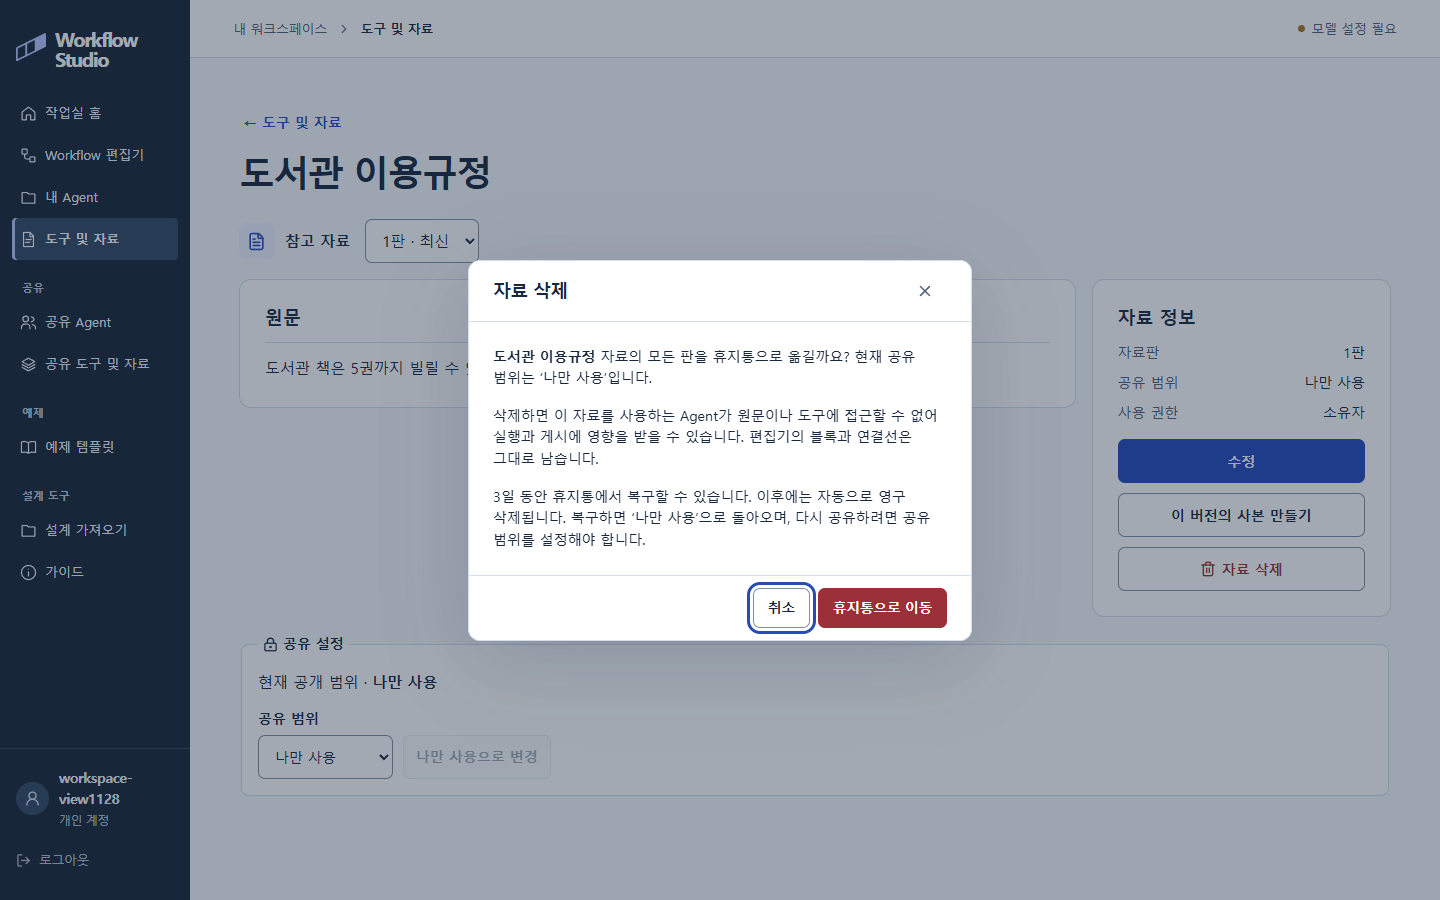 Workflow
Studio
작업실 홈
Workflow 편집기
내 Agent
도구 및 자료
공유
공유 Agent
공유 도구 및 자료
예제
예제 템플릿
설계 도구
설계 가져오기
가이드
workspace-
view1128
개인 계정
로그아웃
내 워크스페이스 > 도구 및 자료
모델 설정 필요
← 도구 및 자료
도서관 이용규정
참고 자료
1판 · 최신
원문
도서관 책은 5권까지 빌릴 수
자료 정보
자료판 1판
공유 범위 나만 사용
사용 권한 소유자
수정
이 버전의 사본 만들기
자료 삭제
자료 삭제
도서관 이용규정 자료의 모든 판을 휴지통으로 옮길까요? 현재 공유
범위는 ‘나만 사용’입니다.
삭제하면 이 자료를 사용하는 Agent가 원문이나 도구에 접근할 수 없어
실행과 게시에 영향을 받을 수 있습니다. 편집기의 블록과 연결선은
그대로 남습니다.
3일 동안 휴지통에서 복구할 수 있습니다. 이후에는 자동으로 영구
삭제됩니다. 복구하면 ‘나만 사용’으로 돌아오며, 다시 공유하려면 공유
범위를 설정해야 합니다.
취소
휴지통으로 이동
공유 설정
현재 공개 범위 · 나만 사용
공유 범위
나만 사용
나만 사용으로 변경